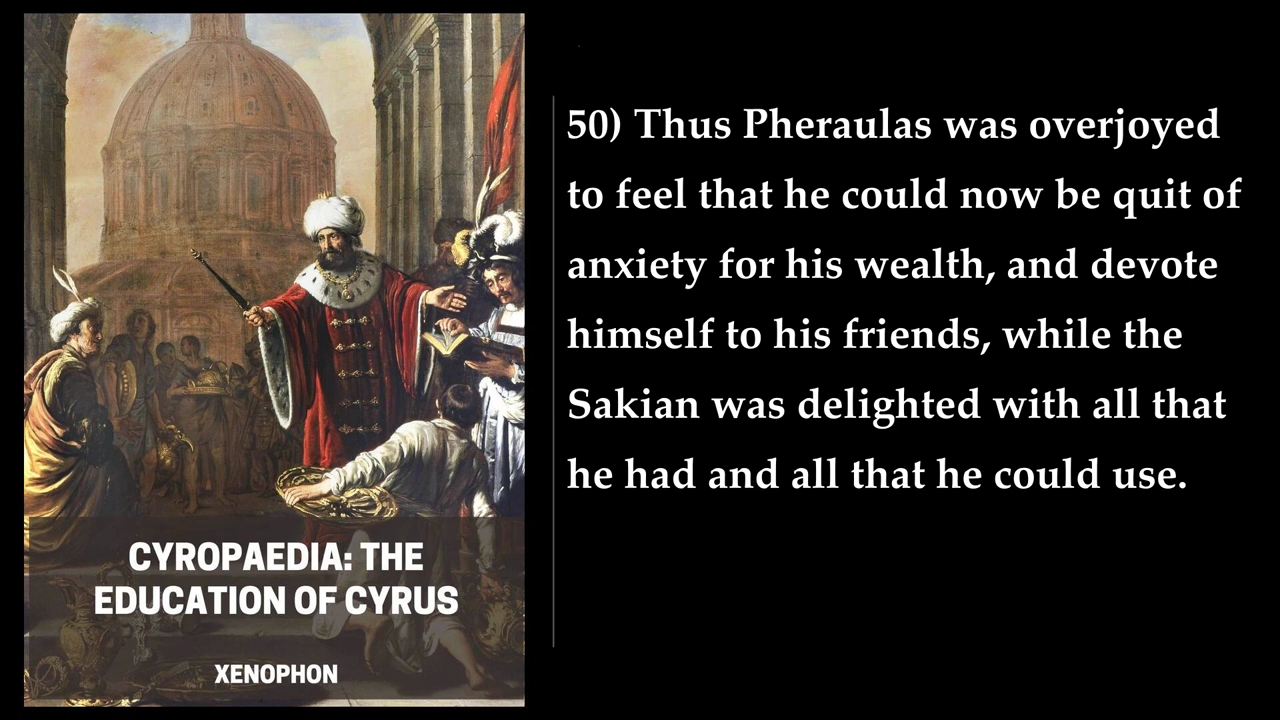 CYROPAEDIA: THE
EDUCATION OF CYRUS
XENOPHON
50) Thus Pheraulas was overjoyed
to feel that he could now be quit of
anxiety for his wealth, and devote
himself to his friends, while the
Sakian was delighted with all that
he had and all that he could use.